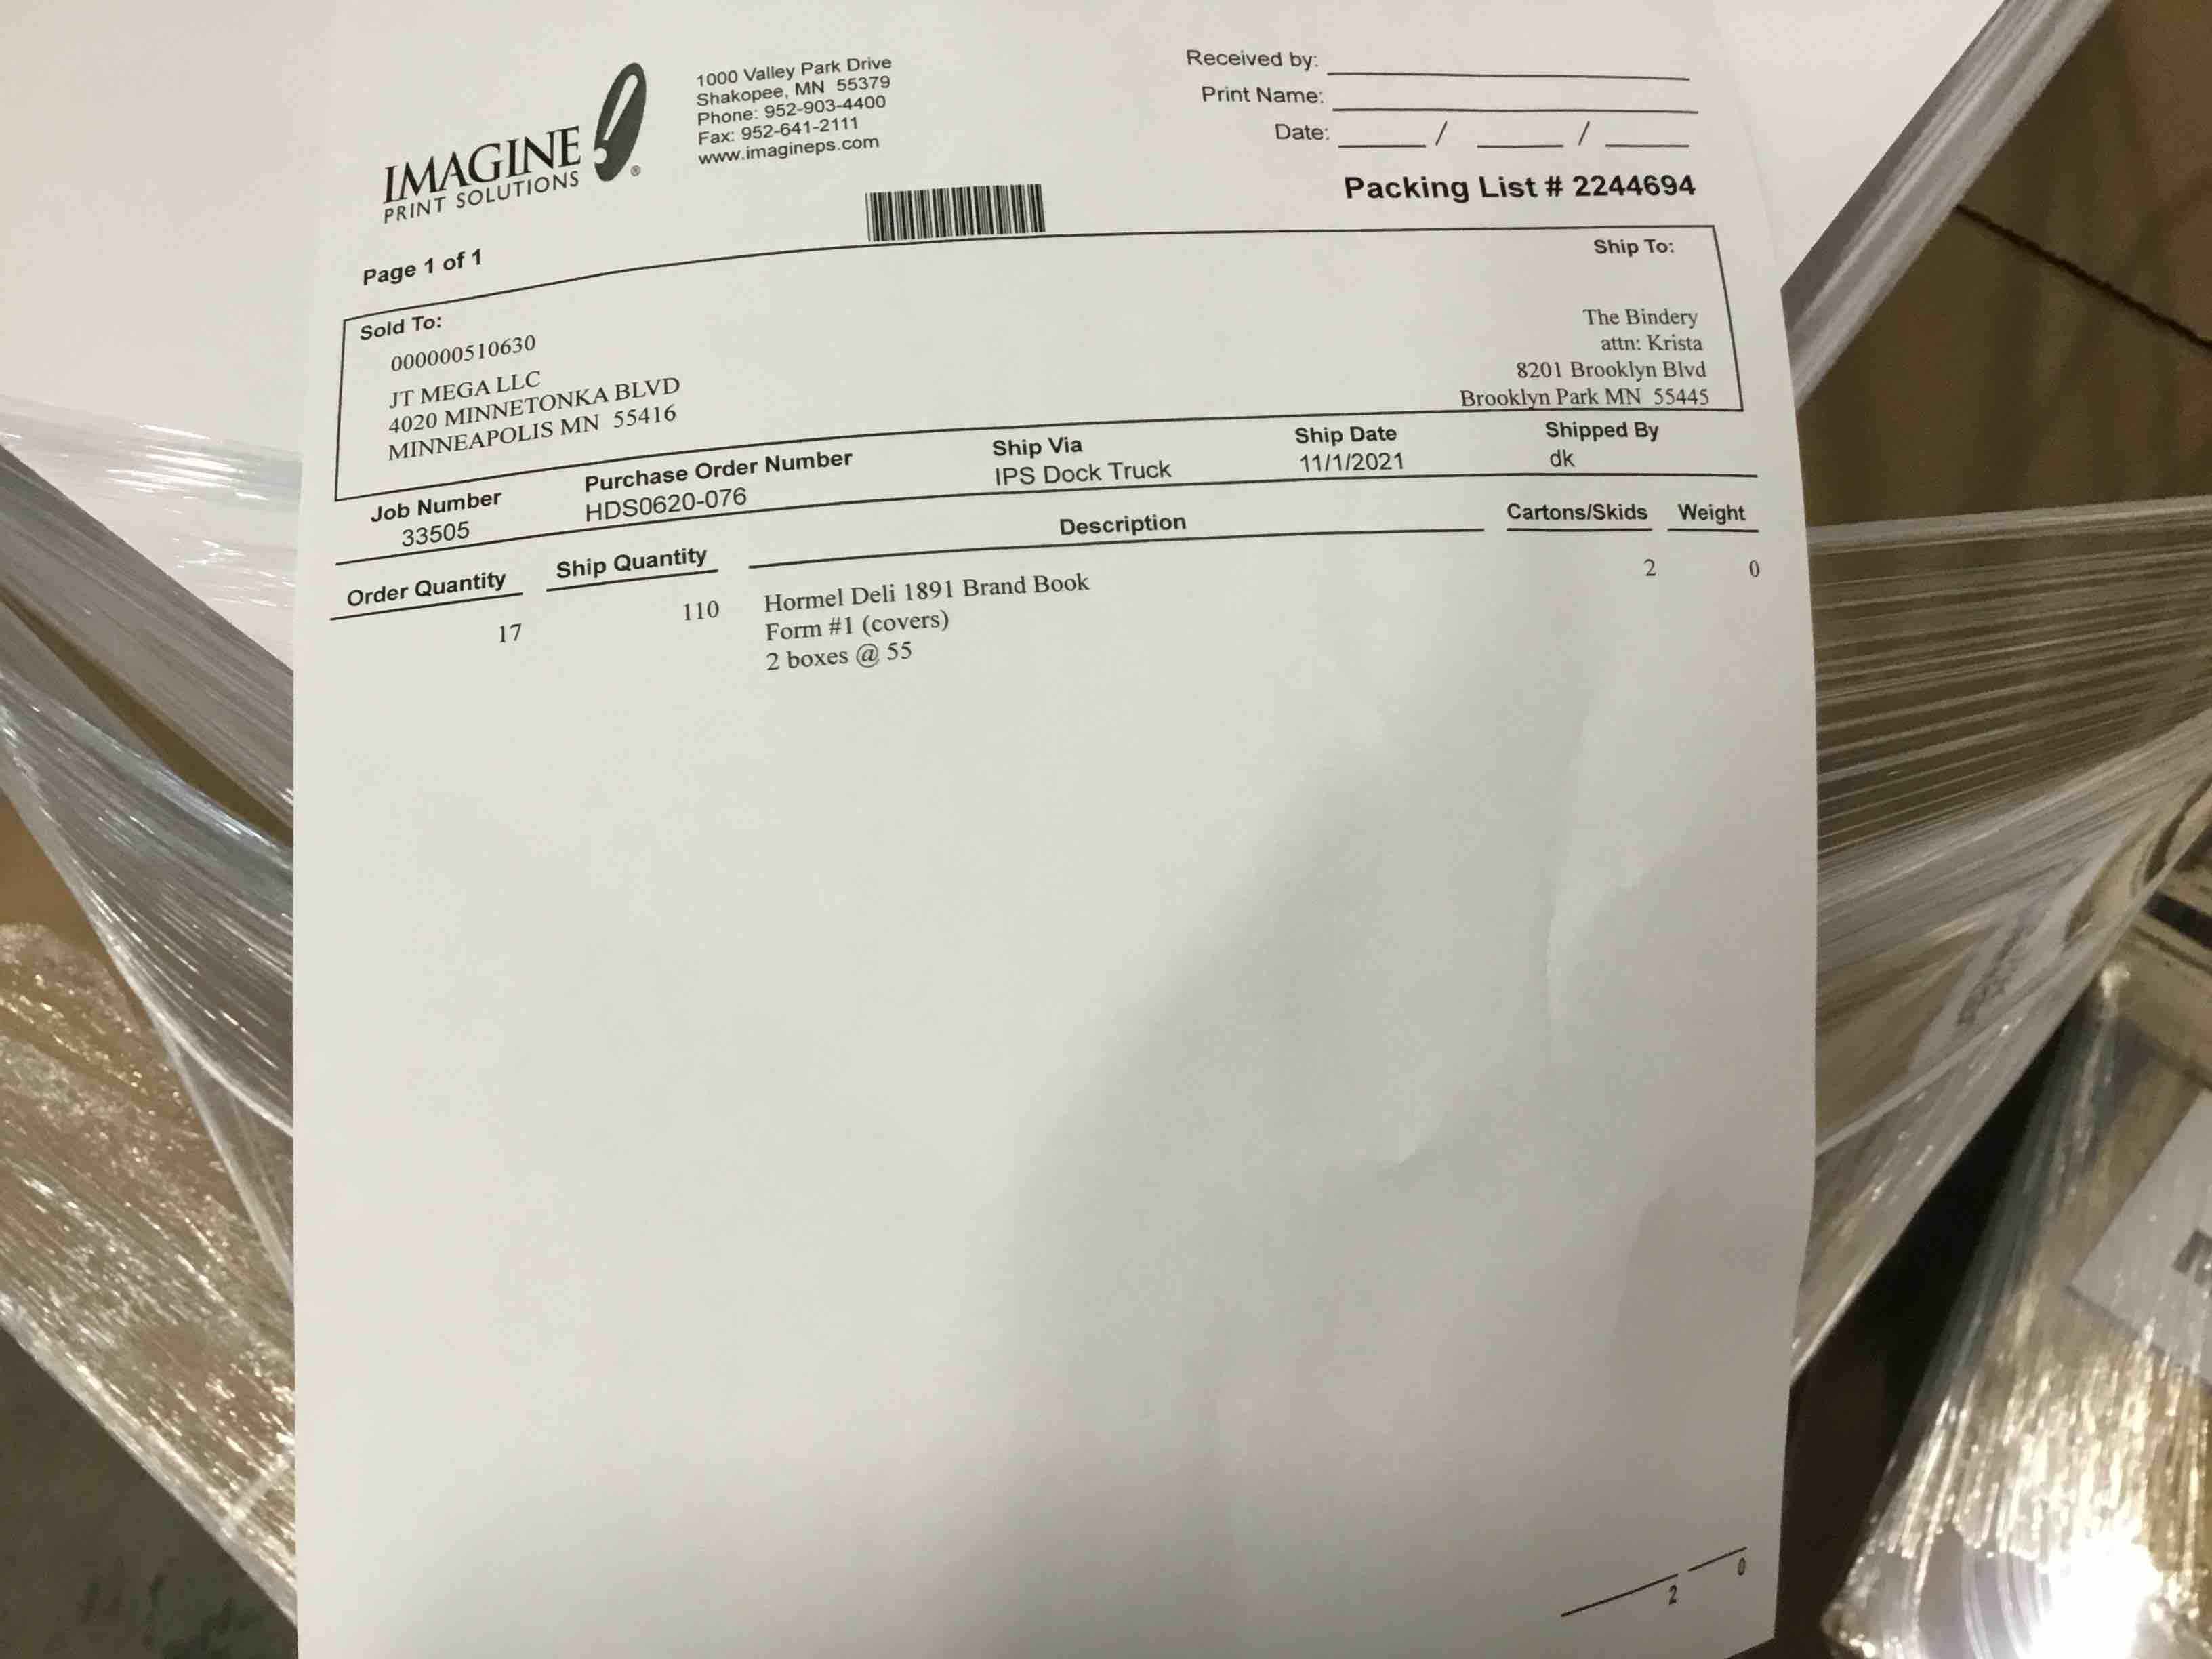 IMAGINE
PRINT SOLUTIONS
®
1000 Valley Park Drive
Shakopee, MN 55379
Phone: 952-903-4400
Fax: 952-641-2111
www.imagineps.com
Received by:
Print Name:
Date: / /
Packing List # 2244694
Page 1 of 1
Sold To:
000000510630
JT MEGA LLC
4020 MINNETONKA BLVD
MINNEAPOLIS MN 55416
Ship To:
The Bindery
attn: Krista
8201 Brooklyn Blvd
Brooklyn Park MN 55445
Job Number Purchase Order Number Ship Via Ship Date Shipped By
33505 HDS0620-076 IPS Dock Truck 11/1/2021 dk
Order Quantity Ship Quantity Description Cartons/Skids Weight
17 110 Hormel Deli 1891 Brand Book 2 0
Form #1 (covers)
2 boxes @ 55
2 0